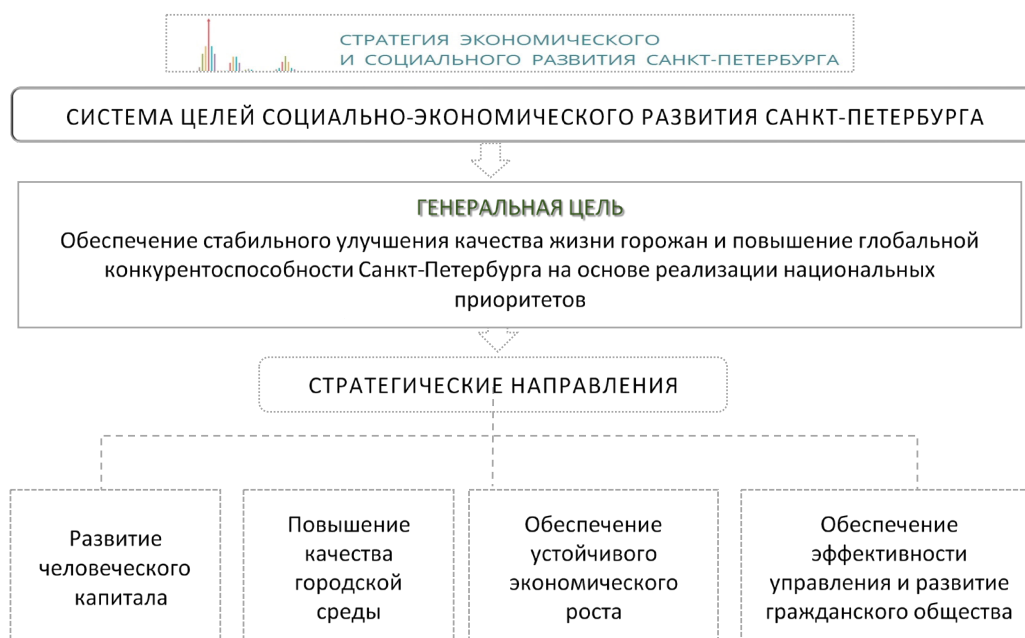 СТРАТЕГИЯ ЭКОНОМИЧЕСКОГО
И СОЦИАЛЬНОГО РАЗВИТИЯ САНКТ-ПЕТЕРБУРГА
СИСТЕМА ЦЕЛЕЙ СОЦИАЛЬНО-ЭКОНОМИЧЕСКОГО РАЗВИТИЯ САНКТ-ПЕТЕРБУРГА
ГЕНЕРАЛЬНАЯ ЦЕЛЬ
Обеспечение стабильного улучшения качества жизни горожан и повышение глобальной
конкурентоспособности Санкт-Петербурга на основе реализации национальных
приоритетов
СТРАТЕГИЧЕСКИЕ НАПРАВЛЕНИЯ
Развитие
человеческого
капитала
Повышение
качества
городской
среды
Обеспечение
устойчивого
экономического
роста
Обеспечение
эффективности
управления и развитие
гражданского общества